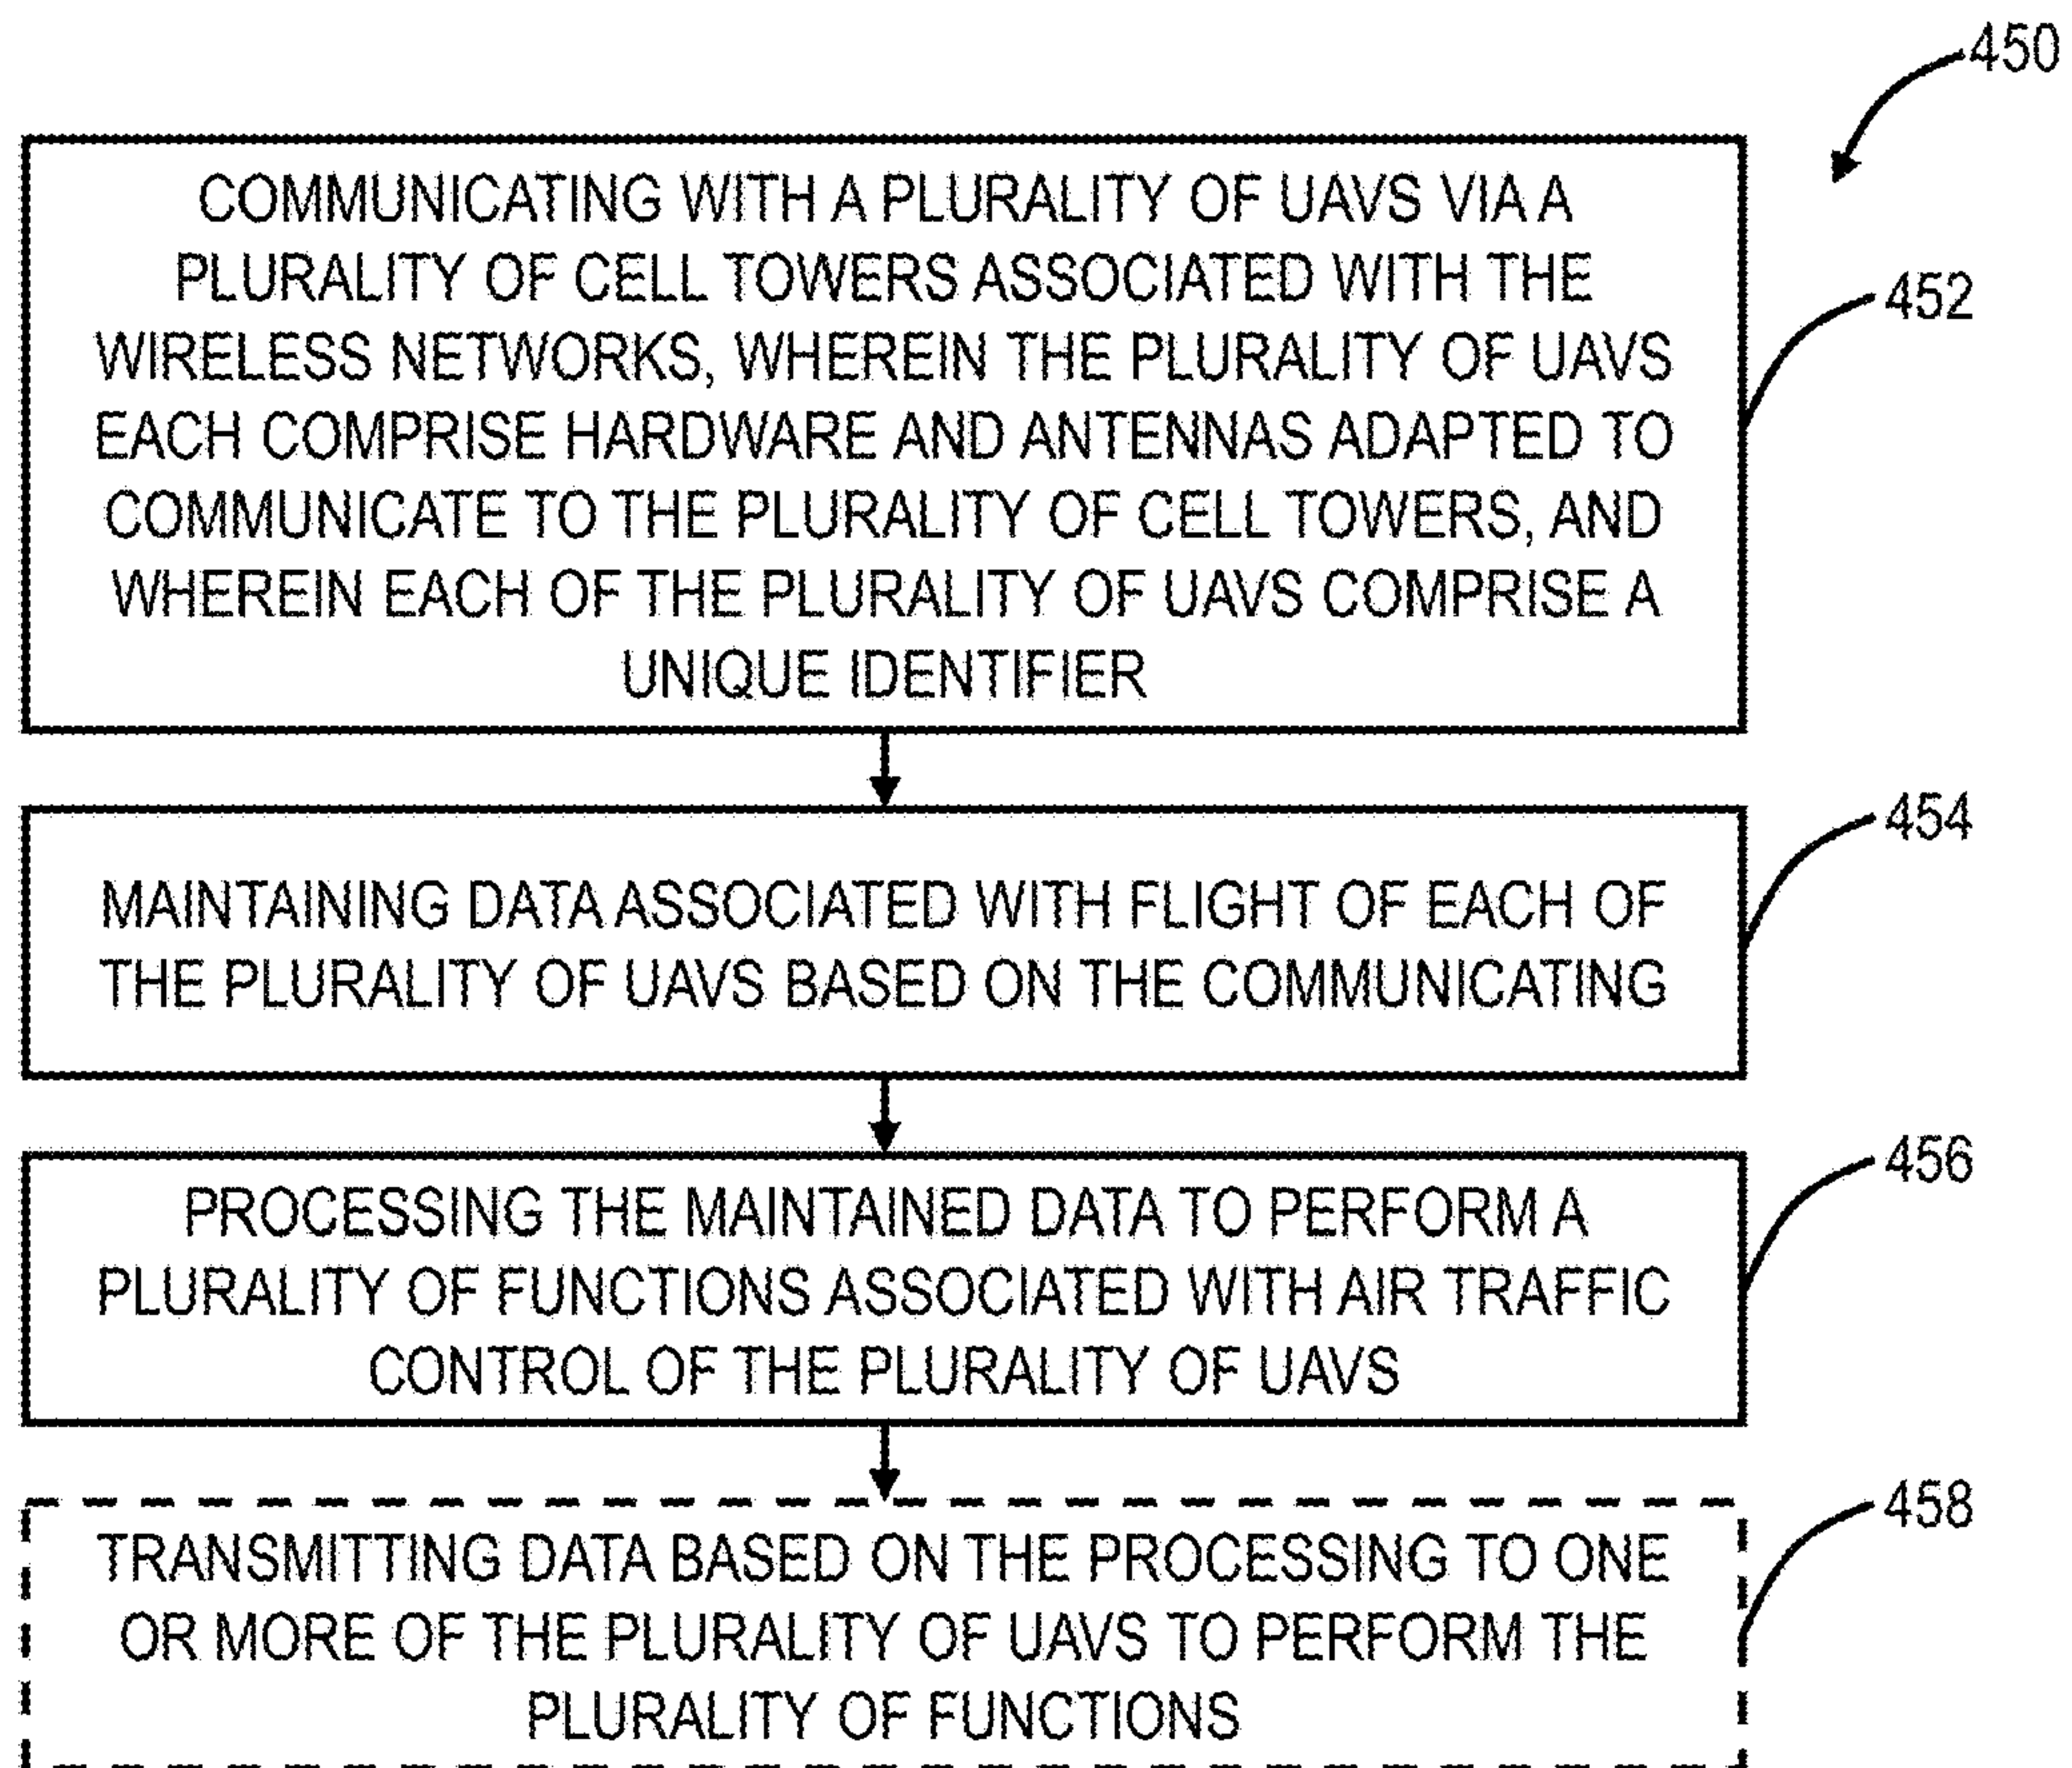 450
COMMUNICATING WITH A PLURALITY OF UAVS VIA A
PLURALITY OF CELL TOWERS ASSOCIATED WITH THE
WIRELESS NETWORKS, WHEREIN THE PLURALITY OF UAVS
EACH COMPRISE HARDWARE AND ANTENNAS ADAPTED TO
COMMUNICATE TO THE PLURALITY OF CELL TOWERS, AND
WHEREIN EACH OF THE PLURALITY OF UAVS COMPRISE A
UNIQUE IDENTIFIER
452
MAINTAINING DATA ASSOCIATED WITH FLIGHT OF EACH OF
THE PLURALITY OF UAVS BASED ON THE COMMUNICATING
454
PROCESSING THE MAINTAINED DATA TO PERFORM A
PLURALITY OF FUNCTIONS ASSOCIATED WITH AIR TRAFFIC
CONTROL OF THE PLURALITY OF UAVS
456
TRANSMITTING DATA BASED ON THE PROCESSING TO ONE
OR MORE OF THE PLURALITY OF UAVS TO PERFORM THE
PLURALITY OF FUNCTIONS
458